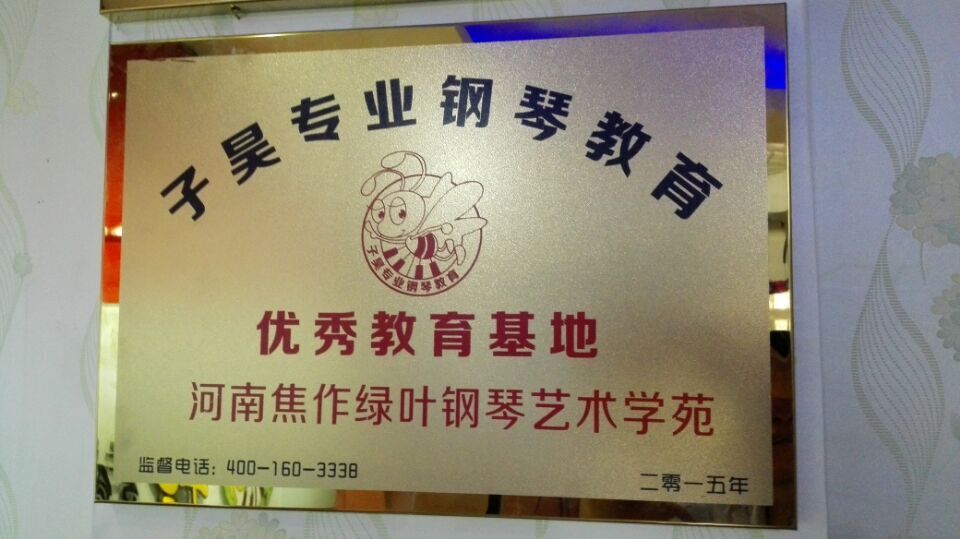 子昊专业钢琴教育
子昊专业钢琴教育
优秀教育基地
河南焦作绿叶钢琴艺术学苑
监督电话：400-160-3338
二零一五年